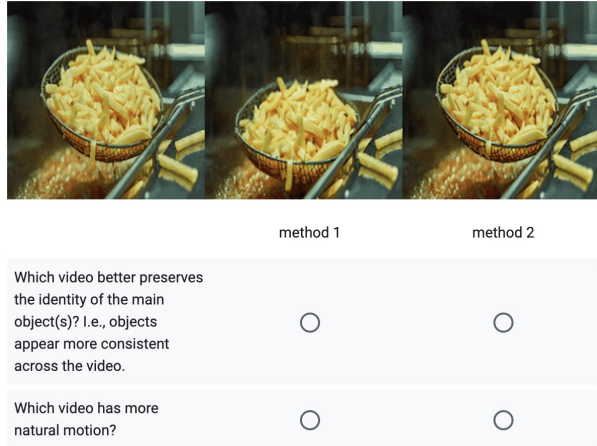 method 1
method 2
Which video better preserves
the identity of the main
object(s)? I.e., objects
appear more consistent
across the video.
Which video has more
natural motion?